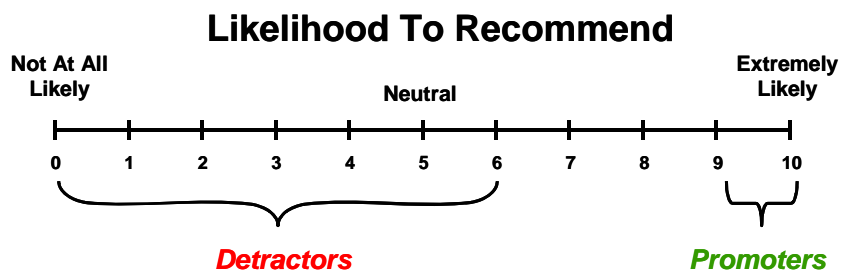 Likelihood To Recommend
Not At All
Likely
Neutral
Extremely
Likely
0 1 2 3 4 5 6 7 8 9 10
Detractors Promoters